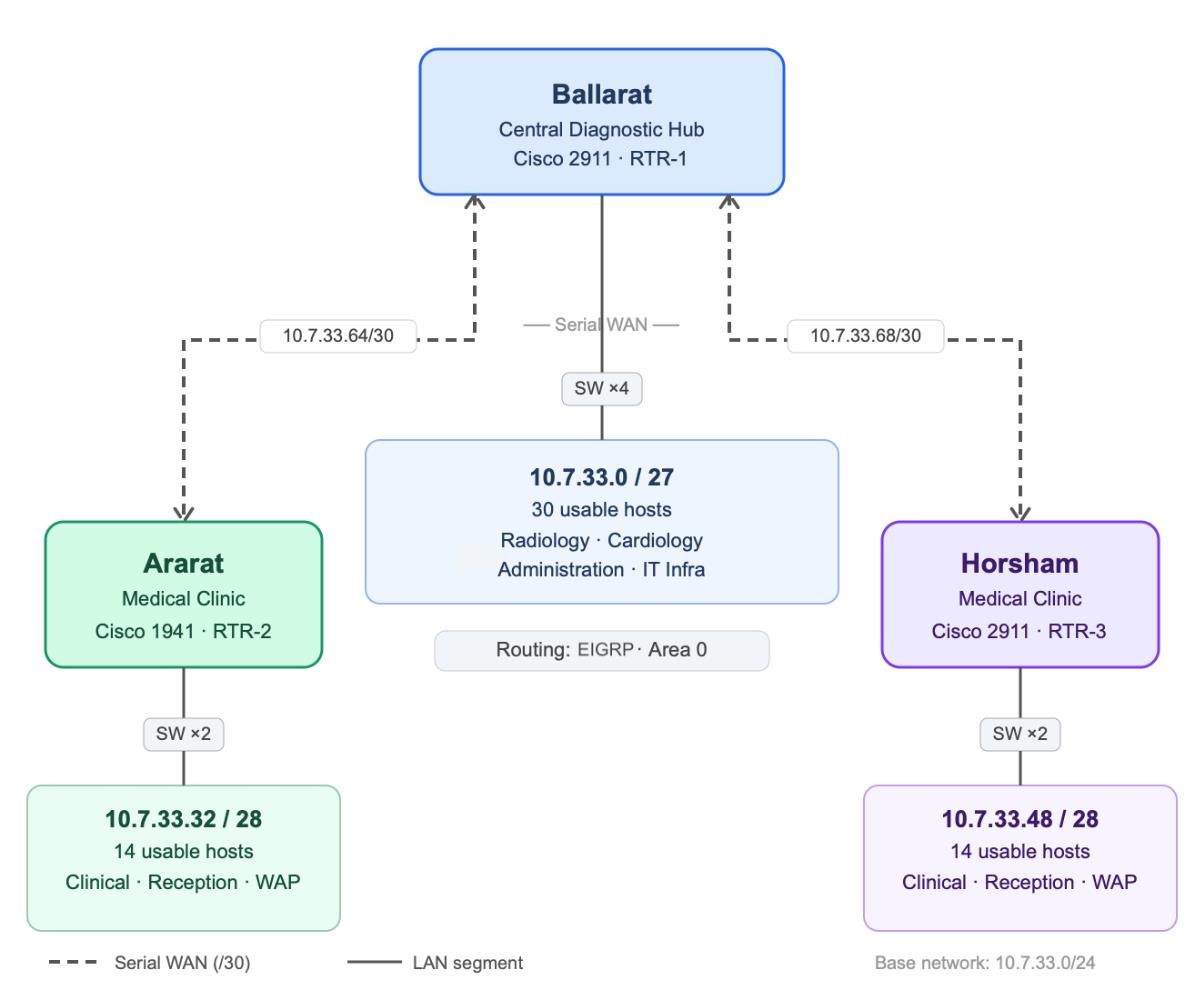 Ballarat
Central Diagnostic Hub
Cisco 2911 · RTR-1
10.7.33.64/30
— Serial WAN —
10.7.33.68/30
SW ×4
10.7.33.0 / 27
30 usable hosts
Radiology · Cardiology
Administration · IT Infra
Ararat
Medical Clinic
Cisco 1941 · RTR-2
Horsham
Medical Clinic
Cisco 2911 · RTR-3
Routing: EIGRP · Area 0
SW ×2
SW ×2
10.7.33.32 / 28
14 usable hosts
Clinical · Reception · WAP
10.7.33.48 / 28
14 usable hosts
Clinical · Reception · WAP
Serial WAN (/30)
LAN segment
Base network: 10.7.33.0/24